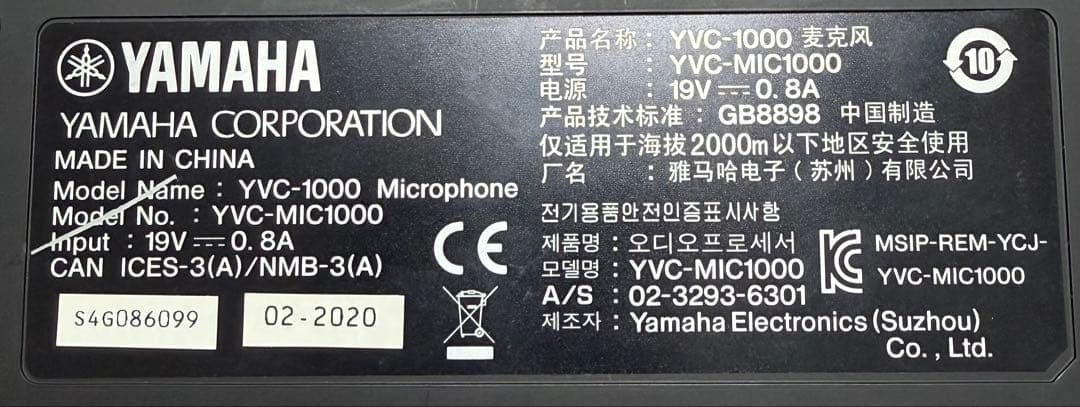 YAMAHA
YAMAHA CORPORATION
MADE IN CHINA
Model Name : YVC-1000 Microphone
Model No. : YVC-MIC1000
Input : 19V 0.8A
CAN ICES-3(A)/NMB-3(A)
CE
S4G086099
02-2020
产品名称 : YVC-1000 麦克风
型号 : YVC-MIC1000
电源 : 19V 0.8A
产品技术标准 : GB8898 中国制造
仅适用于海拔2000m以下地区安全使用
厂名 : 雅马哈电子(苏州)有限公司
10
전기용품안전인증표시사항
제품명 : 오디오프로세서
모델명 : YVC-MIC1000
A/S : 02-3293-6301
제조자 : Yamaha Electronics (Suzhou)
Co., Ltd.
MSIP-REM-YCJ-
YVC-MIC1000